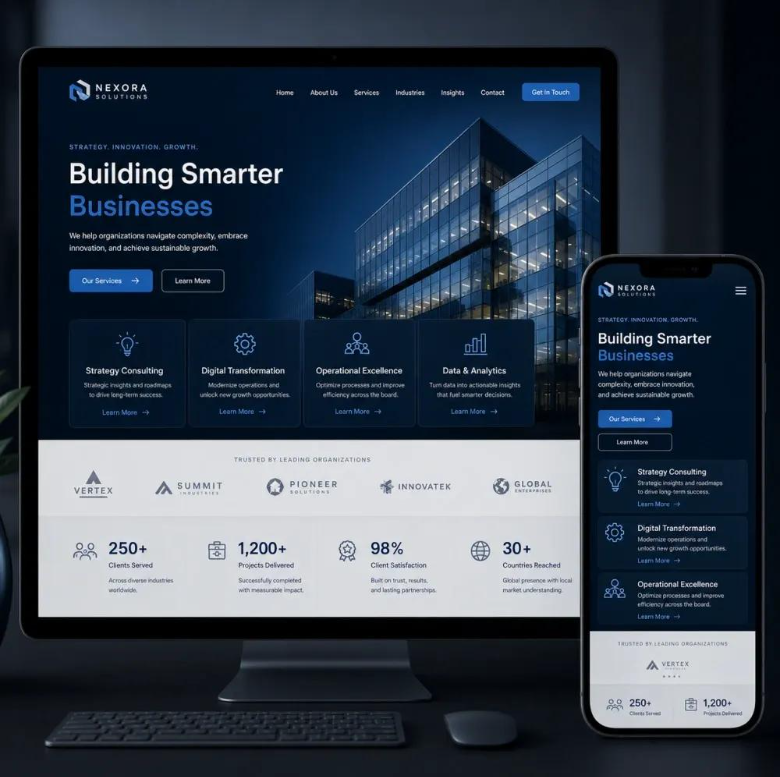 NEXORA
SOLUTIONS
Home About Us Services Industries Insights Contact Get In Touch
STRATEGY. INNOVATION. GROWTH.
Building Smarter
Businesses
We help organizations navigate complexity, embrace
innovation, and achieve sustainable growth.
Our Services → Learn More
Strategy Consulting
Strategic insights and roadmaps
to drive long-term success.
Learn More →
Digital Transformation
Modernize operations and
unlock new growth opportunities.
Learn More →
Operational Excellence
Optimize processes and improve
efficiency across the board.
Learn More →
Data & Analytics
Turn data into actionable insights
that fuel smarter decisions.
Learn More →
TRUSTED BY LEADING ORGANIZATIONS
VERTEX
SUMMIT
INDUSTRIES
PIONEER
SOLUTIONS
INNOVATEK
GLOBAL
ENTERPRISES
250+
Clients Served
Across diverse industries
worldwide.
1,200+
Projects Delivered
Successfully completed
with measurable impact.
98%
Client Satisfaction
Built on trust, results,
and lasting partnerships.
30+
Countries Reached
Global presence with local
market understanding
NEXORA
SOLUTIONS
STRATEGY. INNOVATION. GROWTH.
Building Smarter
Businesses
We help organizations navigate
complexity, embrace innovation,
and achieve sustainable growth.
Our Services →
Learn More
Strategy Consulting
Strategic insights and roadmaps
to drive long-term success.
Learn More →
Digital Transformation
Modernize operations and
unlock new growth opportunities.
Learn More →
Operational Excellence
Optimize processes and improve
efficiency across the board.
Learn More →
TRUSTED BY LEADING ORGANIZATIONS
VERTEX
250+
Clients Served
1,200+
Projects Delivered